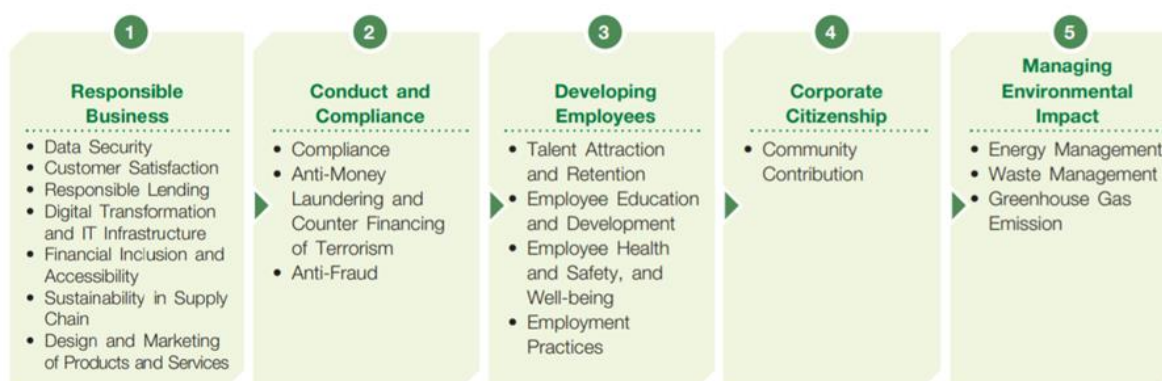 1
Responsible
Business
• Data Security
• Customer Satisfaction
• Responsible Lending
• Digital Transformation
and IT Infrastructure
• Financial Inclusion and
Accessibility
• Sustainability in Supply
Chain
• Design and Marketing
of Products and Services
2
Conduct and
Compliance
• Compliance
• Anti-Money
Laundering and
Counter Financing
of Terrorism
• Anti-Fraud
3
Developing
Employees
• Talent Attraction
and Retention
• Employee Education
and Development
• Employee Health
and Safety, and
Well-being
• Employment
Practices
4
Corporate
Citizenship
• Community
Contribution
5
Managing
Environmental
Impact
• Energy Management
• Waste Management
• Greenhouse Gas
Emission